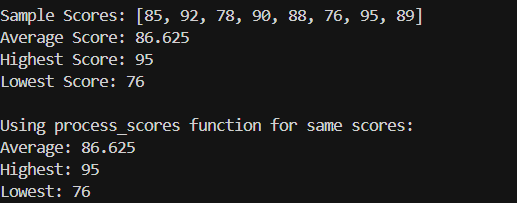 Sample Scores: [85, 92, 78, 90, 88, 76, 95, 89]
Average Score: 86.625
Highest Score: 95
Lowest Score: 76

Using process_scores function for same scores:
Average: 86.625
Highest: 95
Lowest: 76